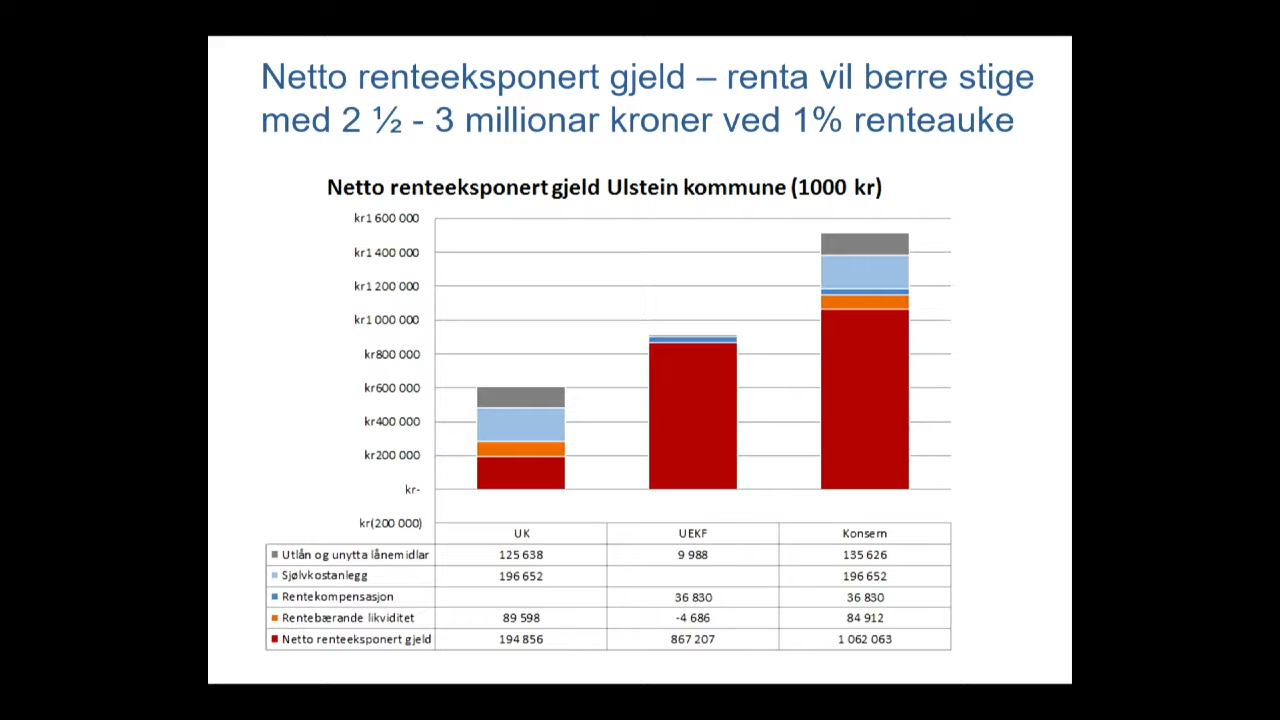 Netto renteeksponert gjeld – renta vil berre stige
med 2 ½ - 3 millionar kroner ved 1% renteauke
Netto renteeksponert gjeld Ulstein kommune (1000 kr)
kr1 600 000
kr1 400 000
kr1 200 000
kr1 000 000
kr800 000
kr600 000
kr400 000
kr200 000
kr-
kr(200 000)
UK UEKF Konsern
Utlån og unytta lånemidlar 125 638 9 988 135 626
Sjølvkostanlegg 196 652 196 652
Rentekompensasjon 36 830 36 830
Rentebærande likviditet 89 598 -4 686 84 912
Netto renteeksponert gjeld 194 856 867 207 1 062 063